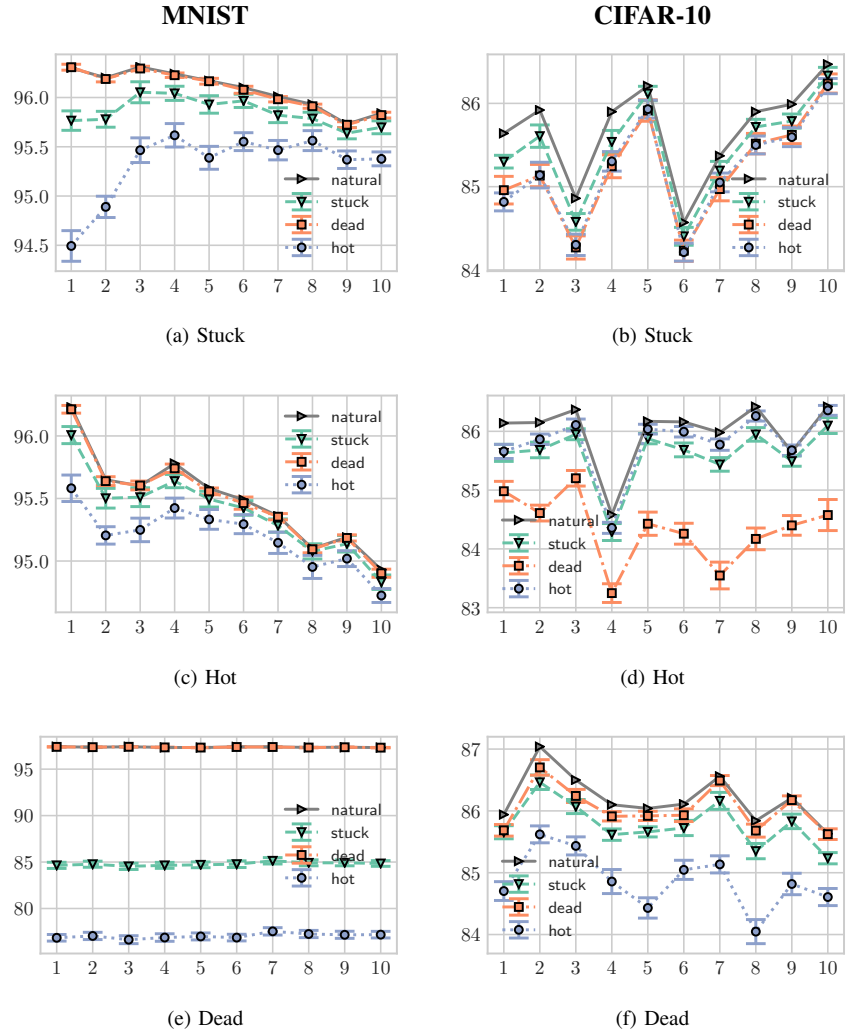 MNIST
CIFAR-10
96.0
95.5
95.0
94.5
natural
stuck
dead
hot
1 2 3 4 5 6 7 8 9 10
(a) Stuck
86
85
84
natural
stuck
dead
hot
1 2 3 4 5 6 7 8 9 10
(b) Stuck
96.0
95.5
95.0
natural
stuck
dead
hot
1 2 3 4 5 6 7 8 9 10
(c) Hot
86
85
84
83
natural
stuck
dead
hot
1 2 3 4 5 6 7 8 9 10
(d) Hot
95
90
85
80
natural
stuck
dead
hot
1 2 3 4 5 6 7 8 9 10
(e) Dead
87
86
85
84
natural
stuck
dead
hot
1 2 3 4 5 6 7 8 9 10
(f) Dead